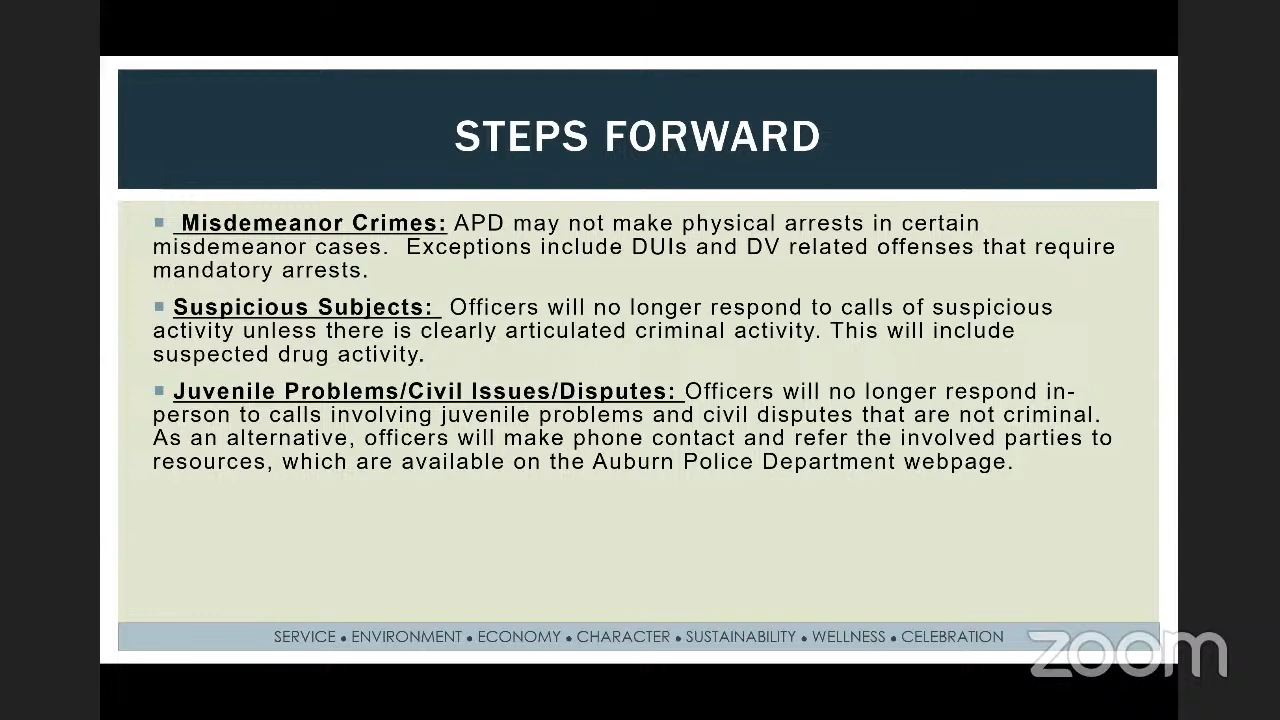 STEPS FORWARD
Misdemeanor Crimes: APD may not make physical arrests in certain
misdemeanor cases.  Exceptions include DUIs and DV related offenses that require
mandatory arrests.
Suspicious Subjects:  Officers will no longer respond to calls of suspicious
activity unless there is clearly articulated criminal activity. This will include
suspected drug activity.
Juvenile Problems/Civil Issues/Disputes: Officers will no longer respond in-
person to calls involving juvenile problems and civil disputes that are not criminal.
As an alternative, officers will make phone contact and refer the involved parties to
resources, which are available on the Auburn Police Department webpage.
SERVICE • ENVIRONMENT • ECONOMY • CHARACTER • SUSTAINABILITY • WELLNESS • CELEBRATION
zoom